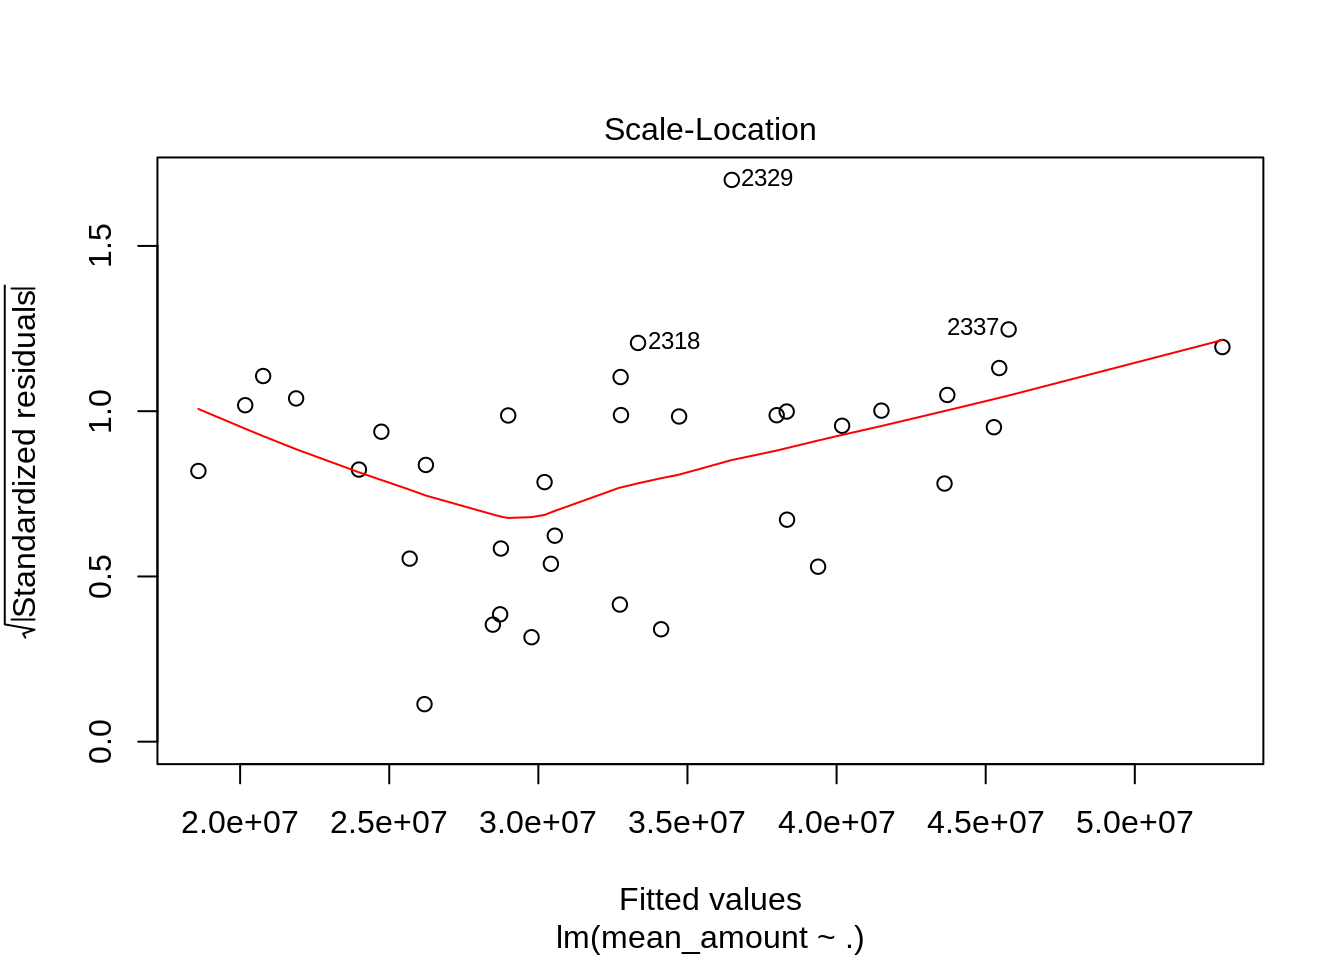 Scale-Location
2329
2318
2337
√|Standardized residuals|
0.0 0.5 1.0 1.5
2.0e+07 2.5e+07 3.0e+07 3.5e+07 4.0e+07 4.5e+07 5.0e+07
Fitted values
lm(mean_amount ~ .)